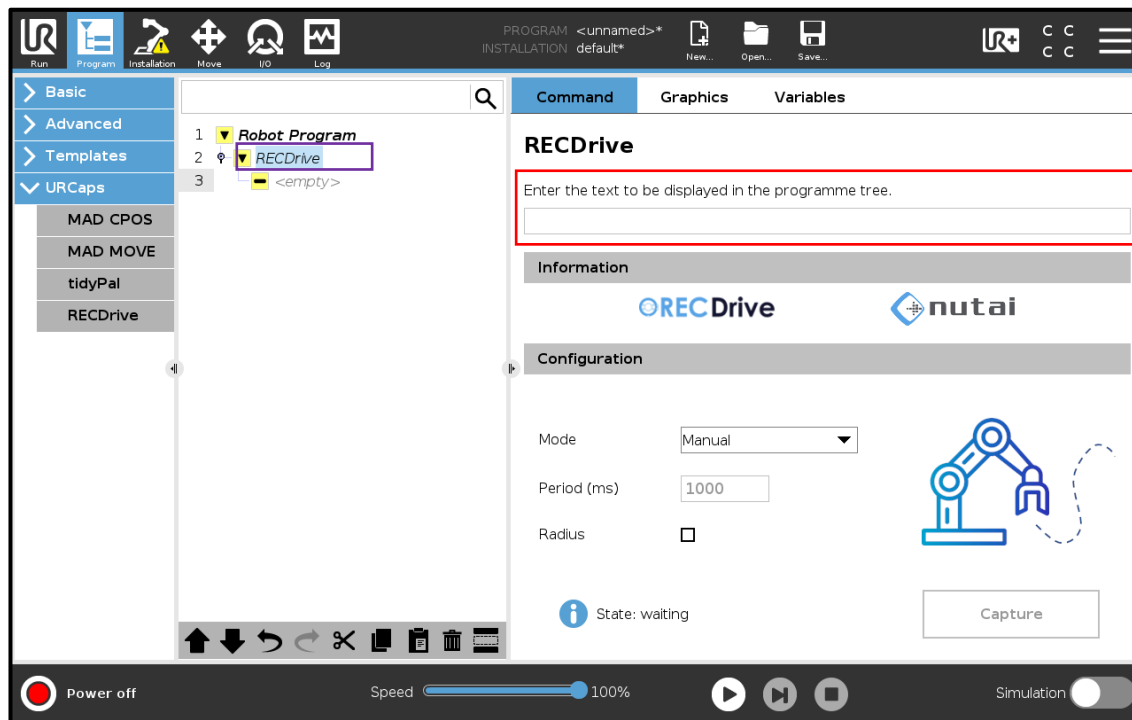 UR
PROGRAM <unnamed>*
INSTALLATION default*
Run
Program
Installation
Move
I/O
Log
New...
Open...
Save...
UR+
C C
C C
Basic
Advanced
Templates
URCaps
MAD CPOS
MAD MOVE
tidyPal
RECDrive
1 Robot Program
2 RECDrive
3 <empty>
Command Graphics Variables
RECDrive
Enter the text to be displayed in the programme tree.
Information
RECDrive nutai
Configuration
Mode Manual
Period (ms) 1000
Radius
State: waiting
Capture
Power off
Speed 100%
Simulation